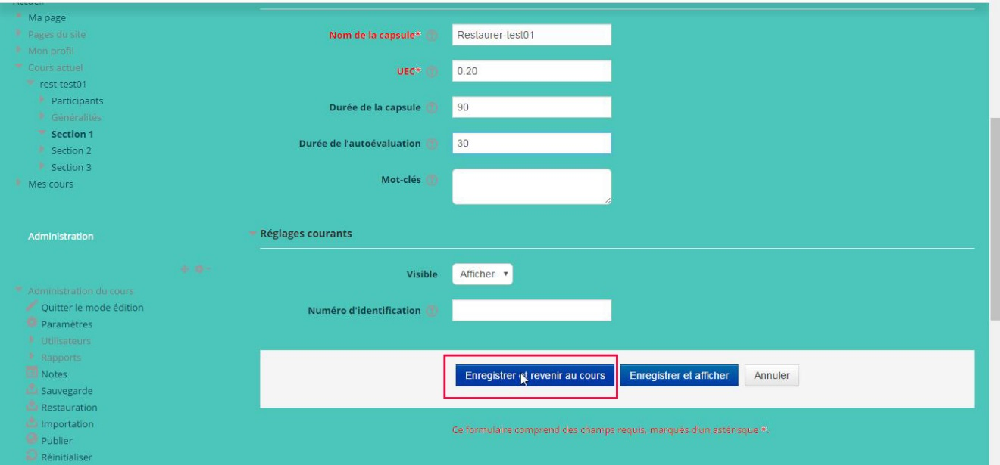 Accueil
Ma page
Pages du site
Mon profil
Cours actuel
rest-test01
Participants
Généralités
Section 1
Section 2
Section 3
Mes cours
Administration
Administration du cours
Quitter le mode édition
Paramètres
Utilisateurs
Rapports
Notes
Sauvegarde
Restauration
Importation
Publier
Réinitialiser
Nom de la capsule* Restaurer-test01
UEC* 0.20
Durée de la capsule 90
Durée de l'autoévaluation 30
Mot-clés
Réglages courants
Visible Afficher
Numéro d'identification
Enregistrer et revenir au cours Enregistrer et afficher Annuler
Ce formulaire comprend des champs requis, marqués d'un astérisque *.